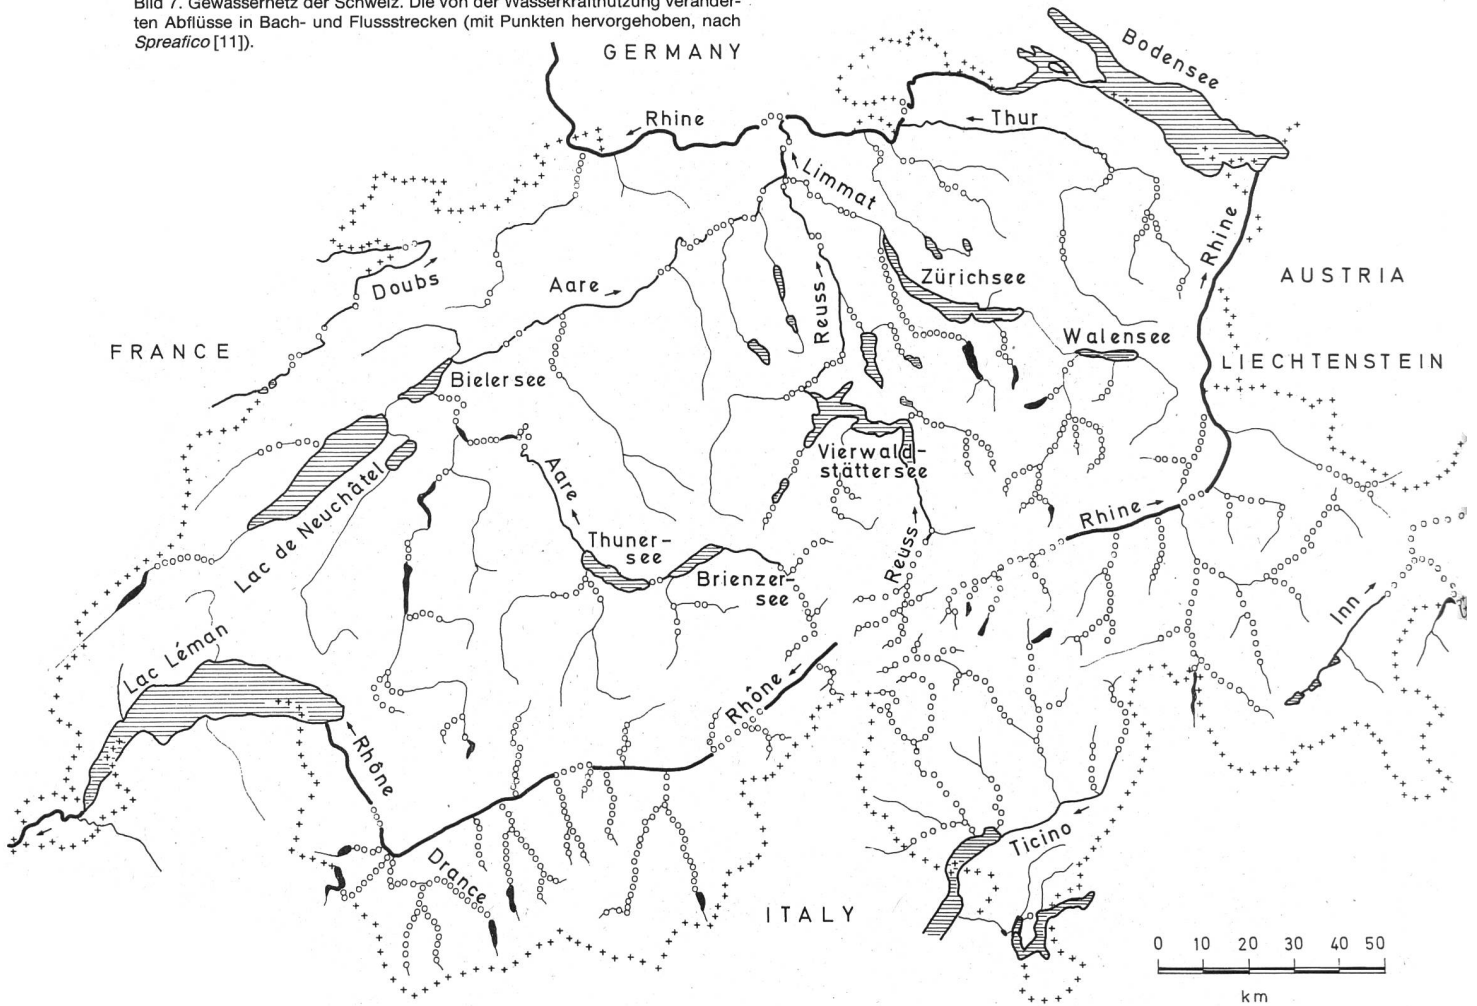 Bild 7. Gewässernetz der Schweiz. Die von der Wasserkraftnutzung veränder-
ten Abflüsse in Bach- und Flussstrecken (mit Punkten hervorgehoben, nach
Spreafico [11]).
GERMANY
Bodensee
Rhine
Thur
Limmat
Rhine
Doubs
Aare
Reuss
Zürichsee
AUSTRIA
FRANCE
Walensee
LIECHTENSTEIN
Bielersee
Vierwald-
stättersee
Lac de Neuchâtel
Aare
Rhine
Thuner-
see
Reuss
Brienzer-
see
Inn
Lac Léman
Rhône
Rhône
Ticino
Drance
ITALY
0 10 20 30 40 50
km